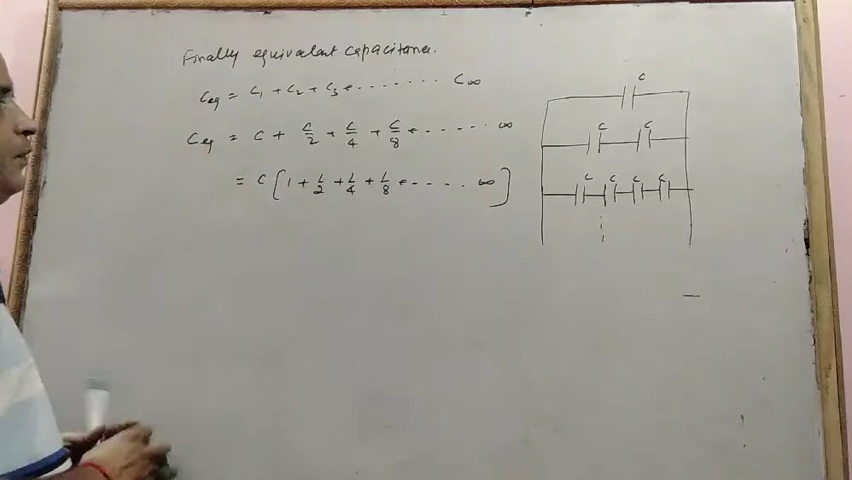 Finally equivalent capacitance.
Ceq = C₁ + C₂ + C₃ + ........ C∞
Ceq = C + C/2 + C/4 + C/8 + ...... ∞
= C [ 1 + 1/2 + 1/4 + 1/8 + ..... ∞ ]
C
C C
C C C C